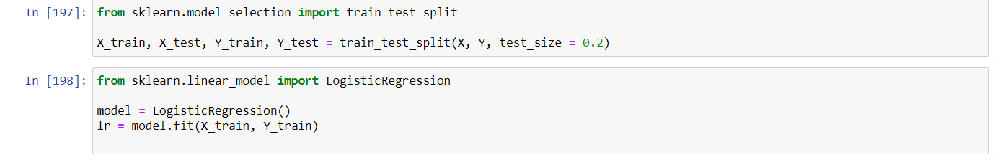 In [197]: from sklearn.model_selection import train_test_split
X_train, X_test, Y_train, Y_test = train_test_split(X, Y, test_size = 0.2)
In [198]: from sklearn.linear_model import LogisticRegression
model = LogisticRegression()
lr = model.fit(X_train, Y_train)